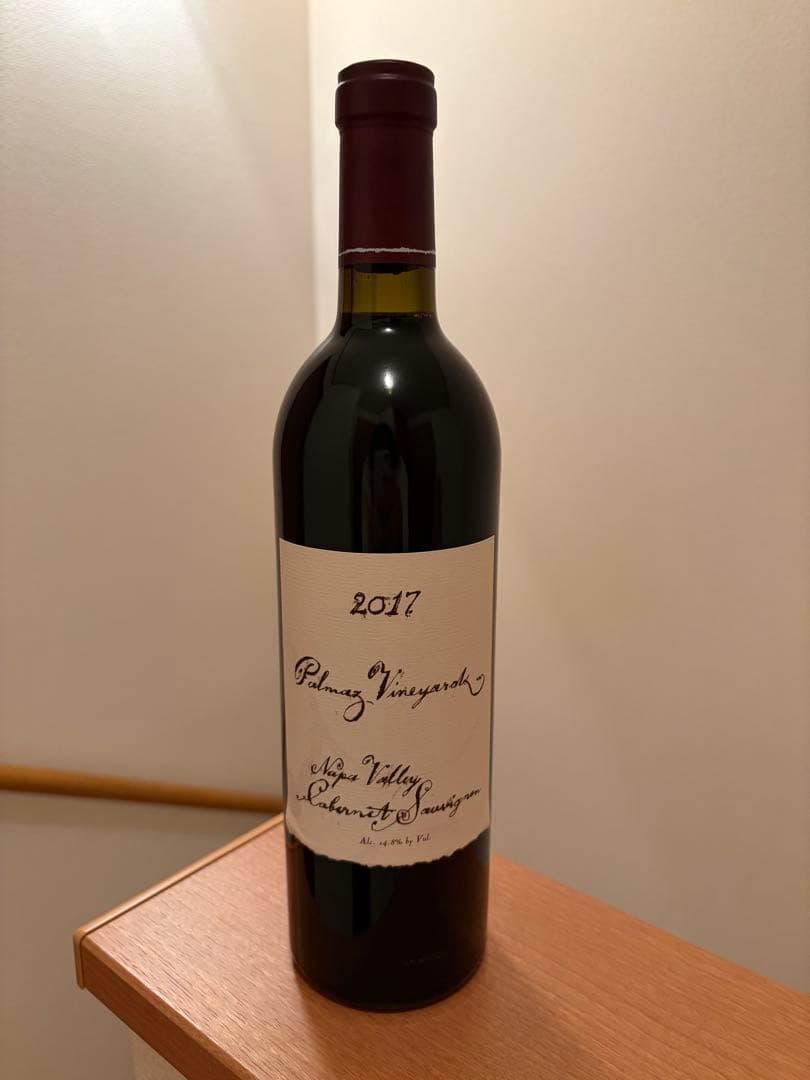 2017
Palmaz Vineyards
Napa Valley
Cabernet Sauvignon
Alc. 14.8% by Vol.